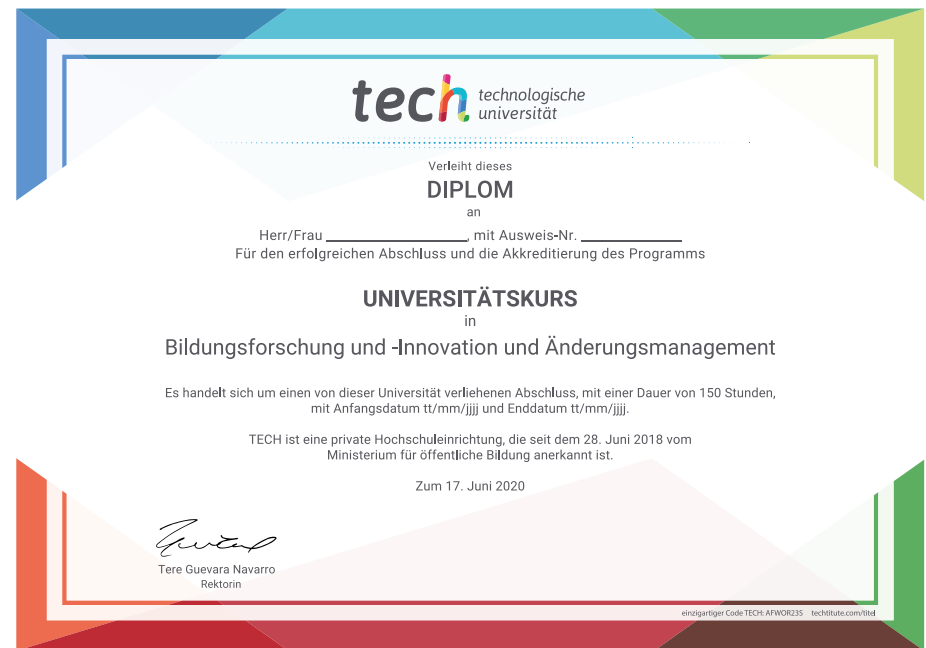 tech technologische
universität
Verleiht dieses
DIPLOM
an
Herr/Frau ____________, mit Ausweis-Nr. ____________
Für den erfolgreichen Abschluss und die Akkreditierung des Programms
UNIVERSITÄTSKURS
in
Bildungsforschung und -Innovation und Änderungsmanagement
Es handelt sich um einen von dieser Universität verliehenen Abschluss, mit einer Dauer von 150 Stunden,
mit Anfangsdatum tt/mm/jjjj und Enddatum tt/mm/jjjj.
TECH ist eine private Hochschuleinrichtung, die seit dem 28. Juni 2018 vom
Ministerium für öffentliche Bildung anerkannt ist.
Zum 17. Juni 2020
Tere Guevara Navarro
Rektorin
einzigartiger Code TECH: AFWOR23S techtitute.com/titel